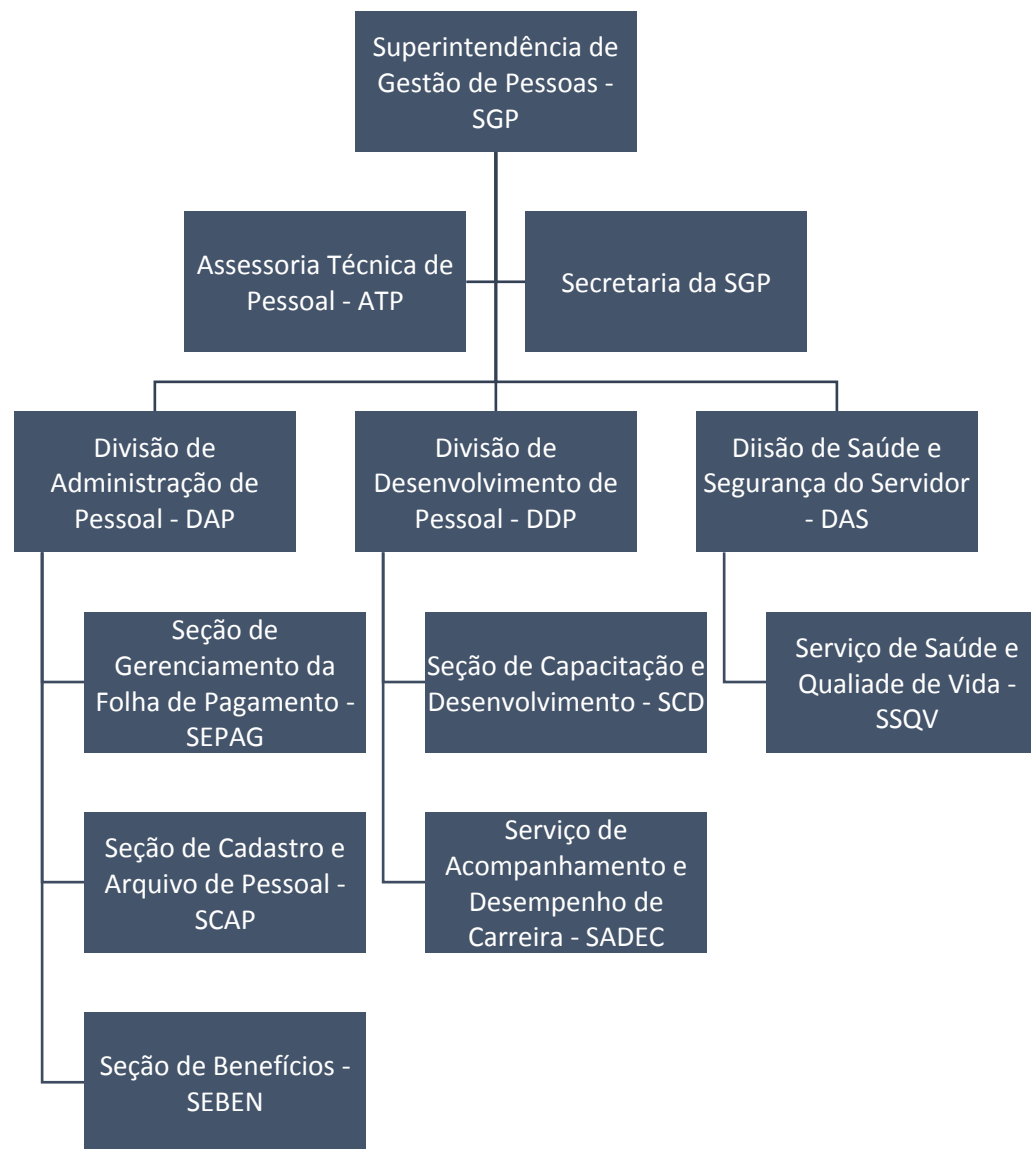 Superintendência de
Gestão de Pessoas -
SGP
Assessoria Técnica de
Pessoal - ATP
Secretaria da SGP
Divisão de
Administração de
Pessoal - DAP
Divisão de
Desenvolvimento de
Pessoal - DDP
Diisão de Saúde e
Segurança do Servidor
- DAS
Seção de
Gerenciamento da
Folha de Pagamento -
SEPAG
Seção de Capacitação e
Desenvolvimento - SCD
Serviço de Saúde e
Qualiade de Vida -
SSQV
Seção de Cadastro e
Arquivo de Pessoal -
SCAP
Serviço de
Acompanhamento e
Desempenho de
Carreira - SADEC
Seção de Benefícios -
SEBEN